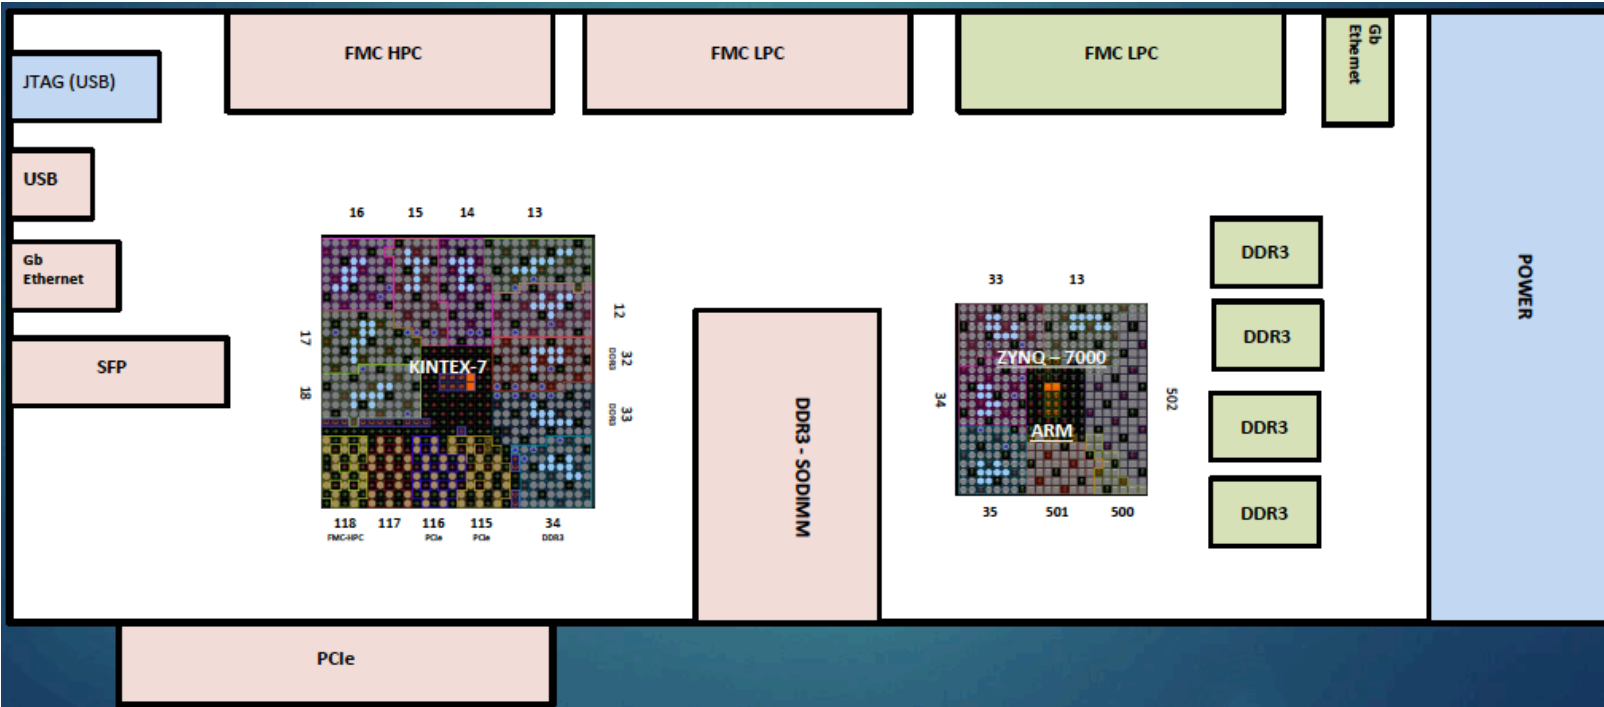 FMC HPC
FMC LPC
FMC LPC
Gb
Ethernet
JTAG (USB)
USB
Gb
Ethernet
SFP
POWER
16
15
14
13
12
32
DDR3
33
DDR3
17
18
KINTEX-7
118
FMC-HPC
117
116
PCIe
115
PCIe
34
DDR3
DDR3 - SODIMM
33
13
34
502
ZYNQ – 7000
ARM
35
501
500
DDR3
DDR3
DDR3
DDR3
PCIe